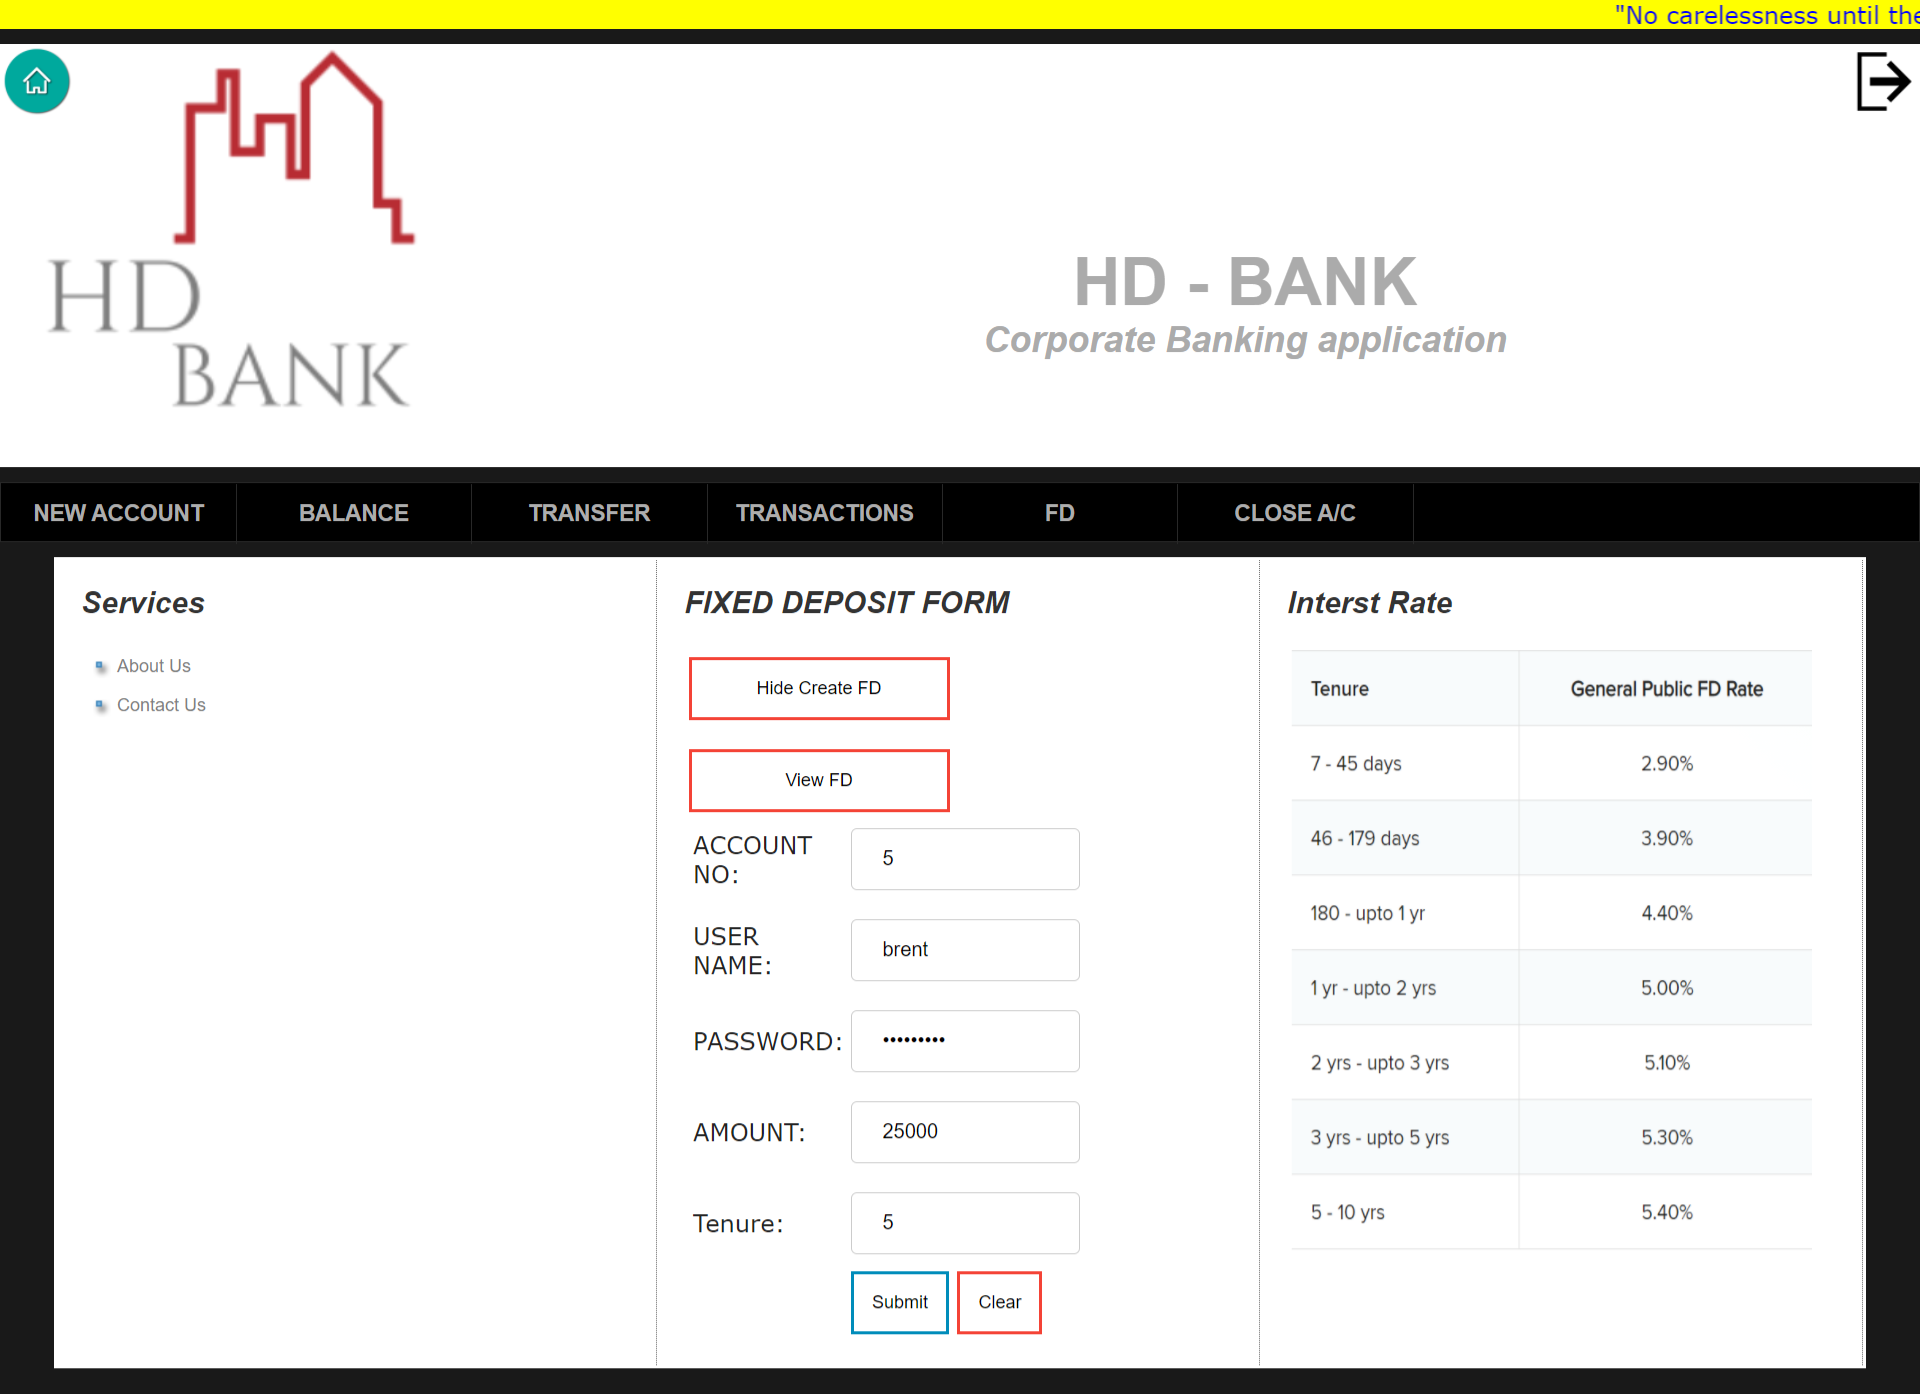 "No carelessness until the
HD
BANK
HD - BANK
Corporate Banking application
NEW ACCOUNT BALANCE TRANSFER TRANSACTIONS FD CLOSE A/C
Services
About Us
Contact Us
FIXED DEPOSIT FORM
Hide Create FD
View FD
ACCOUNT
NO:
5
USER
NAME:
brent
PASSWORD:
•••••••••
AMOUNT:
25000
Tenure:
5
Submit Clear
Interst Rate
Tenure General Public FD Rate
7 - 45 days 2.90%
46 - 179 days 3.90%
180 - upto 1 yr 4.40%
1 yr - upto 2 yrs 5.00%
2 yrs - upto 3 yrs 5.10%
3 yrs - upto 5 yrs 5.30%
5 - 10 yrs 5.40%